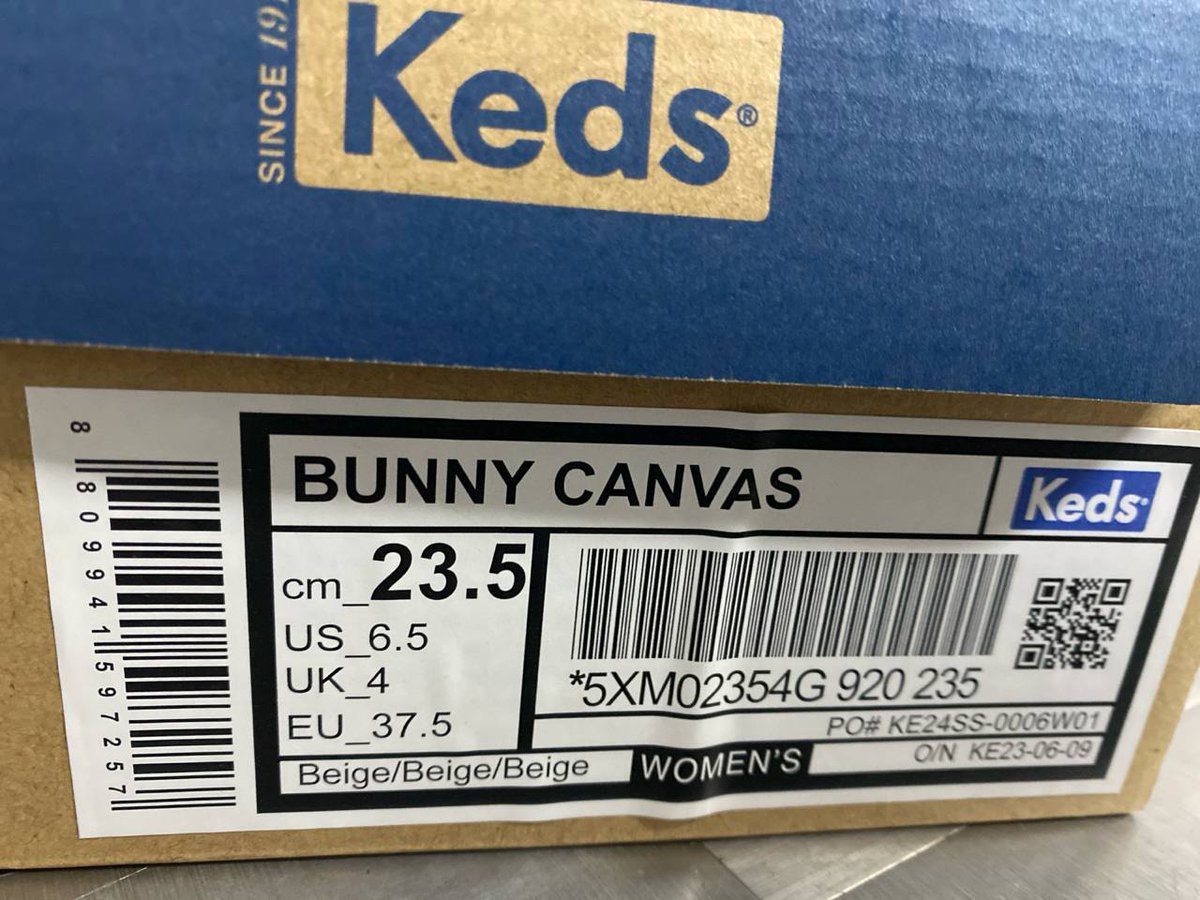 SINCE 191
Keds®
8 809941 597257
BUNNY CANVAS
Keds
cm_23.5
US_6.5
UK_4
EU_37.5
*5XM02354G 920 235
PO# KE24SS-0006W01
O/N KE23-06-09
Beige/Beige/Beige
WOMEN'S